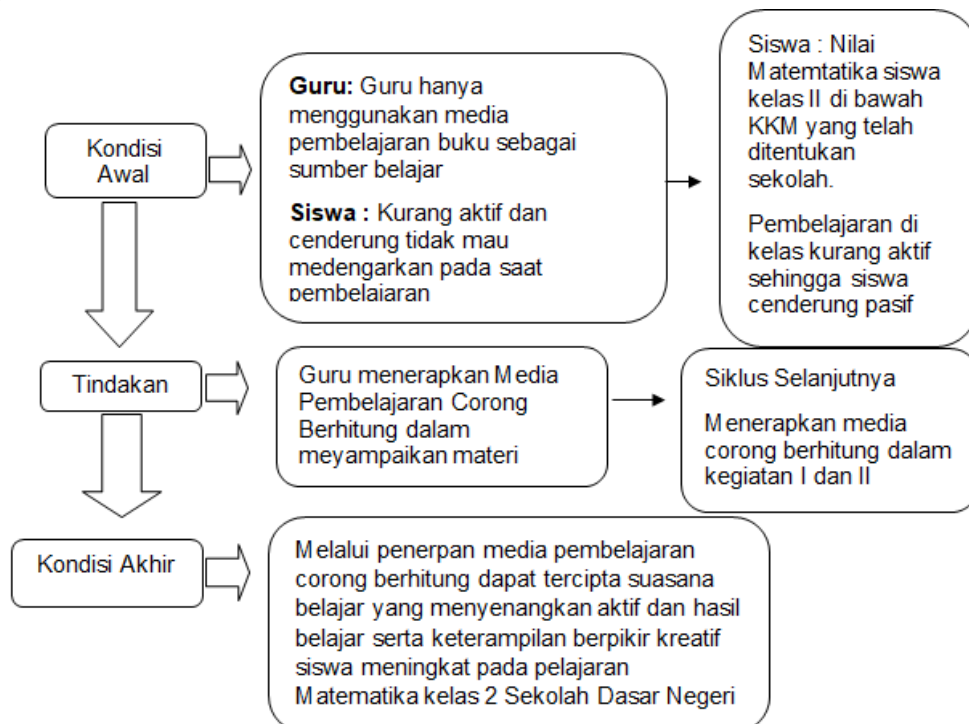 Kondisi
Awal
Guru: Guru hanya
menggunakan media
pembelajaran buku sebagai
sumber belajar
Siswa : Kurang aktif dan
cenderung tidak mau
medengarkan pada saat
pembelajaran
Siswa : Nilai
Matemtatika siswa
kelas II di bawah
KKM yang telah
ditentukan
sekolah.
Pembelajaran di
kelas kurang aktif
sehingga siswa
cenderung pasif
Tindakan
Guru menerapkan Media
Pembelajaran Corong
Berhitung dalam
meyampaikan materi
Siklus Selanjutnya
Menerapkan media
corong berhitung dalam
kegiatan I dan II
Kondisi Akhir
Melalui penerpan media pembelajaran
corong berhitung dapat tercipta suasana
belajar yang menyenangkan aktif dan hasil
belajar serta keterampilan berpikir kreatif
siswa meningkat pada pelajaran
Matematika kelas 2 Sekolah Dasar Negeri